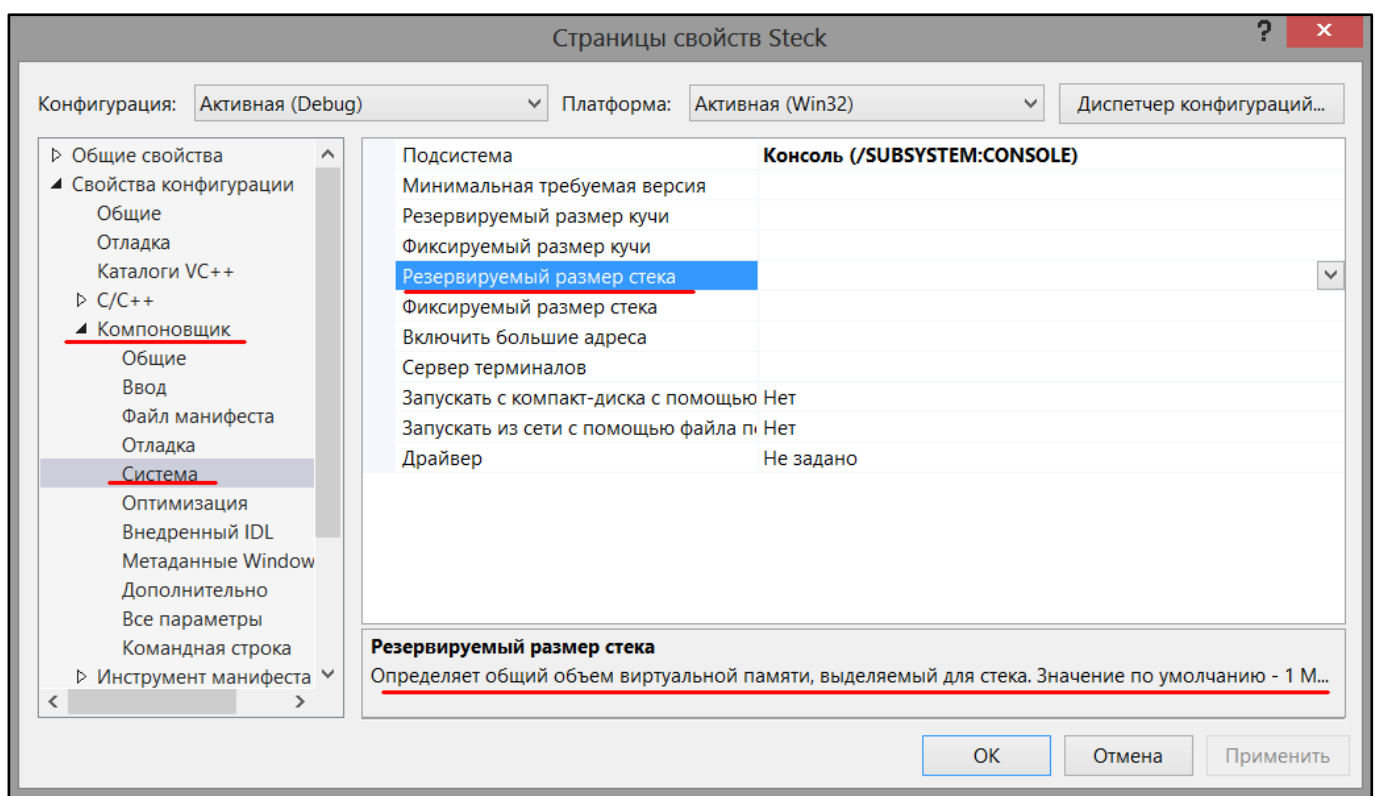 Страницы свойств Steck
? x
Конфигурация: Активная (Debug) Платформа: Активная (Win32) Диспетчер конфигураций...
Общие свойства
Свойства конфигурации
Общие
Отладка
Каталоги VC++
C/C++
Компоновщик
Общие
Ввод
Файл манифеста
Отладка
Система
Оптимизация
Внедренный IDL
Метаданные Window
Дополнительно
Все параметры
Командная строка
Инструмент манифеста
Подсистема Консоль (/SUBSYSTEM:CONSOLE)
Минимальная требуемая версия
Резервируемый размер кучи
Фиксируемый размер кучи
Резервируемый размер стека
Фиксируемый размер стека
Включить большие адреса
Сервер терминалов
Запускать с компакт-диска с помощью Нет
Запускать из сети с помощью файла п Нет
Драйвер Не задано
Резервируемый размер стека
Определяет общий объем виртуальной памяти, выделяемый для стека. Значение по умолчанию - 1 М...
ОК Отмена Применить